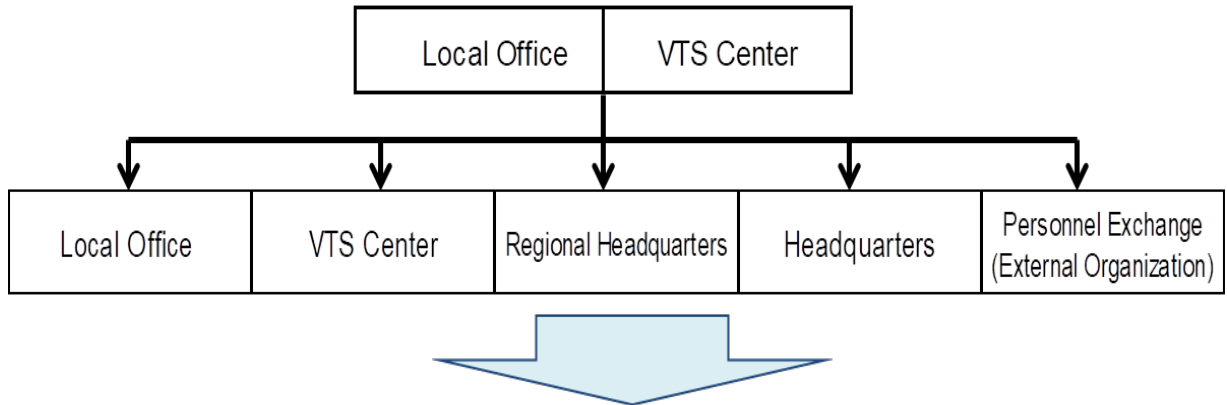 Local Office VTS Center
Local Office VTS Center Regional Headquarters Headquarters Personnel Exchange
(External Organization)